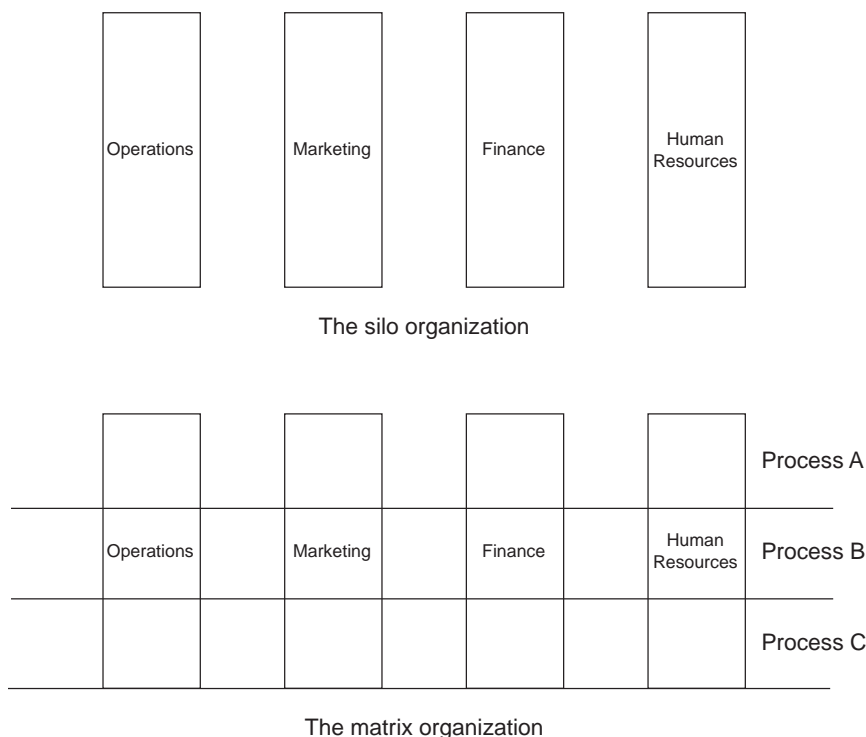 Operations
Marketing
Finance
Human
Resources
The silo organization
Process A
Operations
Marketing
Finance
Human
Resources
Process B
Process C
The matrix organization